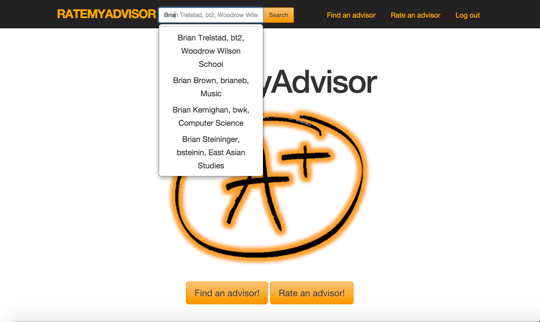 RATEMYADVISOR
Brian Trelstad, bt2, Woodrow Wils
Search
Find an advisor
Rate an advisor
Log out
Brian Trelstad, bt2,
Woodrow Wilson
School
Brian Brown, brianeb,
Music
Brian Kernighan, bwk,
Computer Science
Brian Steininger,
bsteinin, East Asian
Studies
yAdvisor
A+
Find an advisor!
Rate an advisor!